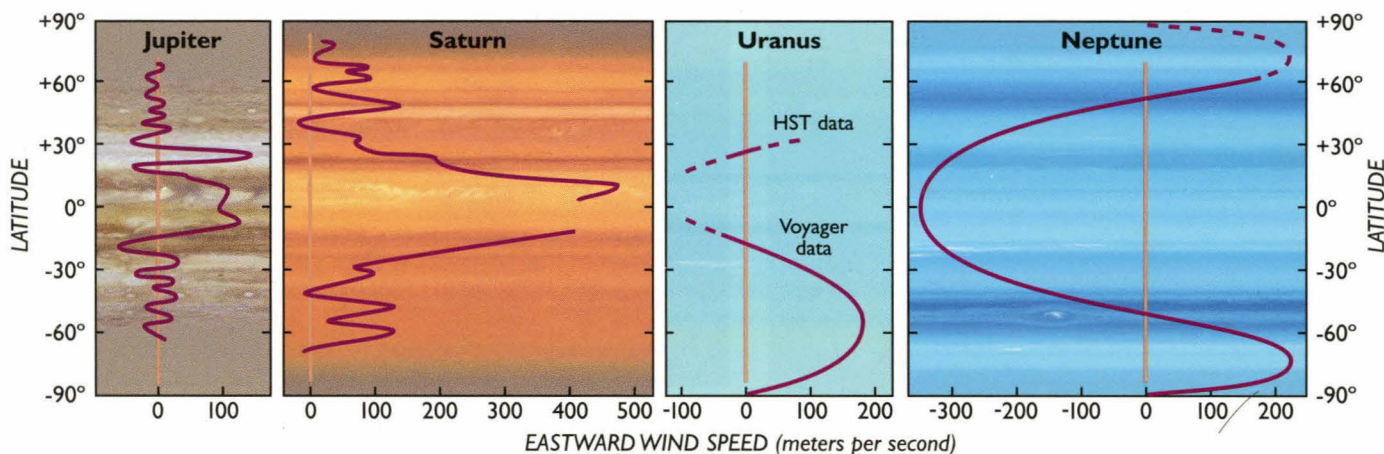 Jupiter
Saturn
Uranus
Neptune
+90°
+60°
+30°
0°
-30°
-60°
-90°
LATITUDE
HST data
Voyager
data
+90°
+60°
+30°
0°
-30°
-60°
-90°
LATITUDE
0 100
0 100 200 300 400 500
-100 0 100 200
-300 -200 -100 0 100 200
EASTWARD WIND SPEED (meters per second)